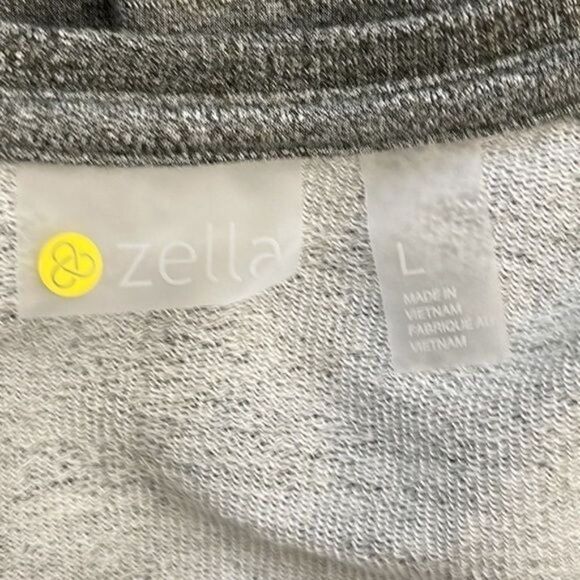 zella
L
MADE IN
VIETNAM
FABRIQUE AU
VIETNAM